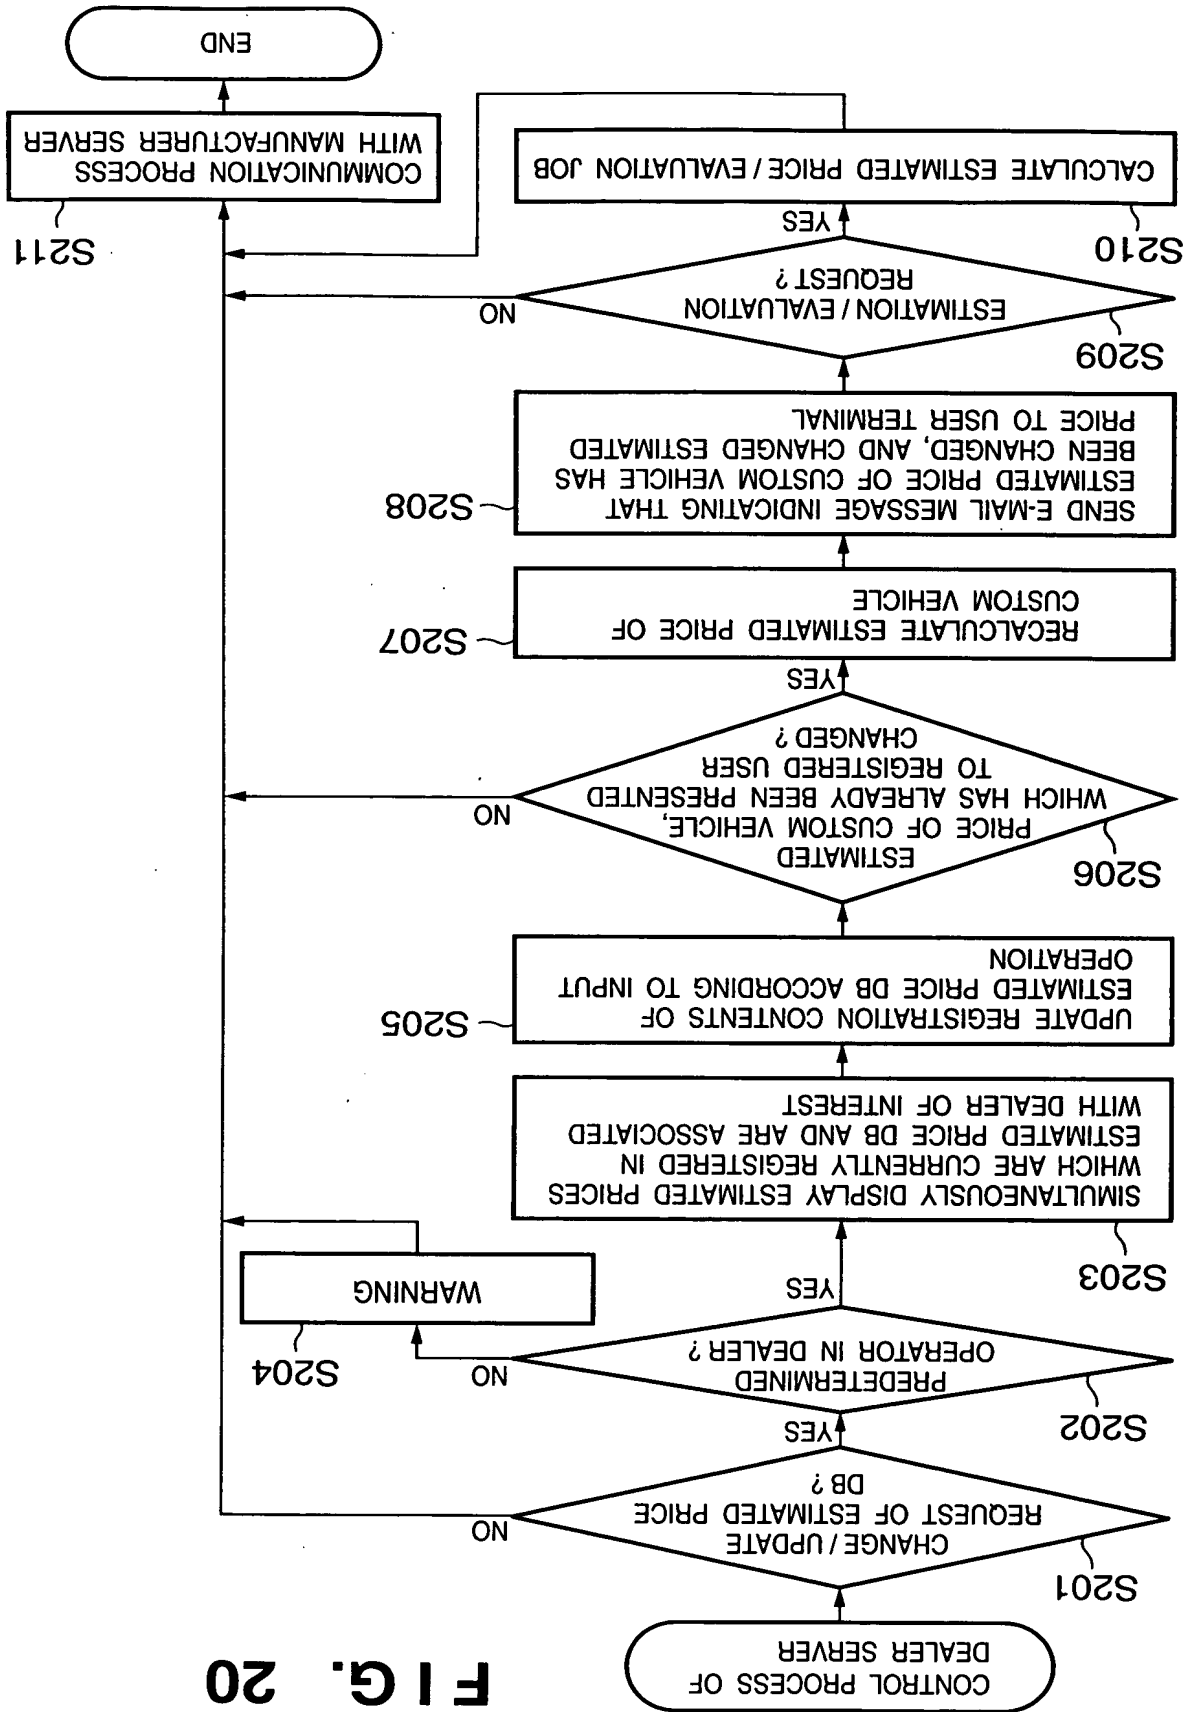 FIG. 20
CONTROL PROCESS OF
DEALER SERVER
S201
CHANGE / UPDATE
REQUEST OF ESTIMATED PRICE
DB ?
NO
YES
S202
PREDETERMINED
OPERATOR IN DEALER ?
NO
YES
S204
WARNING
S203
SIMULTANEOUSLY DISPLAY ESTIMATED PRICES
WHICH ARE CURRENTLY REGISTERED IN
ESTIMATED PRICE DB AND ARE ASSOCIATED
WITH DEALER OF INTEREST
S205
UPDATE REGISTRATION CONTENTS OF
ESTIMATED PRICE DB ACCORDING TO INPUT
OPERATION
S206
ESTIMATED
PRICE OF CUSTOM VEHICLE,
WHICH HAS ALREADY BEEN PRESENTED
TO REGISTERED USER
CHANGED ?
NO
YES
S207
RECALCULATE ESTIMATED PRICE OF
CUSTOM VEHICLE
S208
SEND E-MAIL MESSAGE INDICATING THAT
ESTIMATED PRICE OF CUSTOM VEHICLE HAS
BEEN CHANGED, AND CHANGED ESTIMATED
PRICE TO USER TERMINAL
S209
ESTIMATION / EVALUATION
REQUEST ?
NO
YES
S210
CALCULATE ESTIMATED PRICE / EVALUATION JOB
S211
COMMUNICATION PROCESS
WITH MANUFACTURER SERVER
END